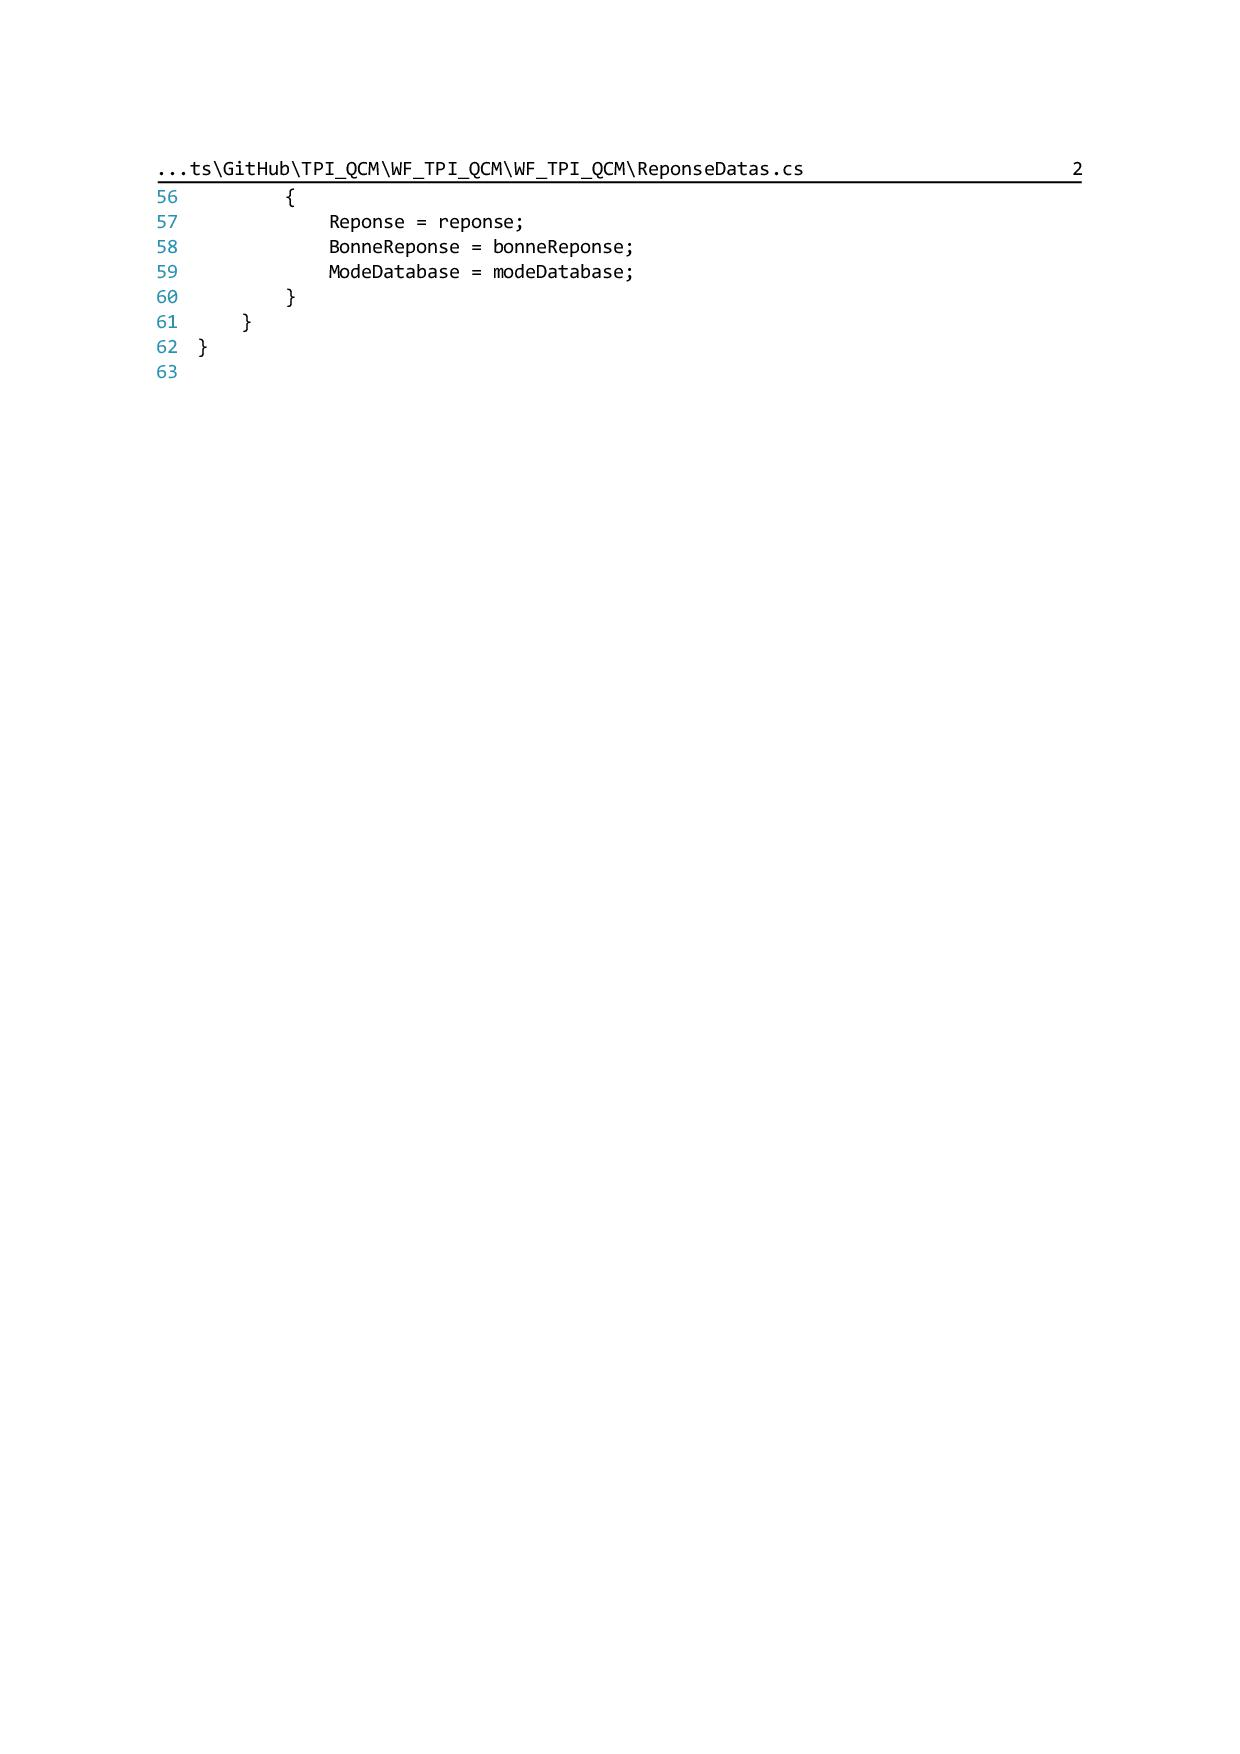 ...ts\GitHub\TPI_QCM\WF_TPI_QCM\WF_TPI_QCM\ReponseDatas.cs 2
56         {
57             Reponse = reponse;
58             BonneReponse = bonneReponse;
59             ModeDatabase = modeDatabase;
60         }
61     }
62 }
63